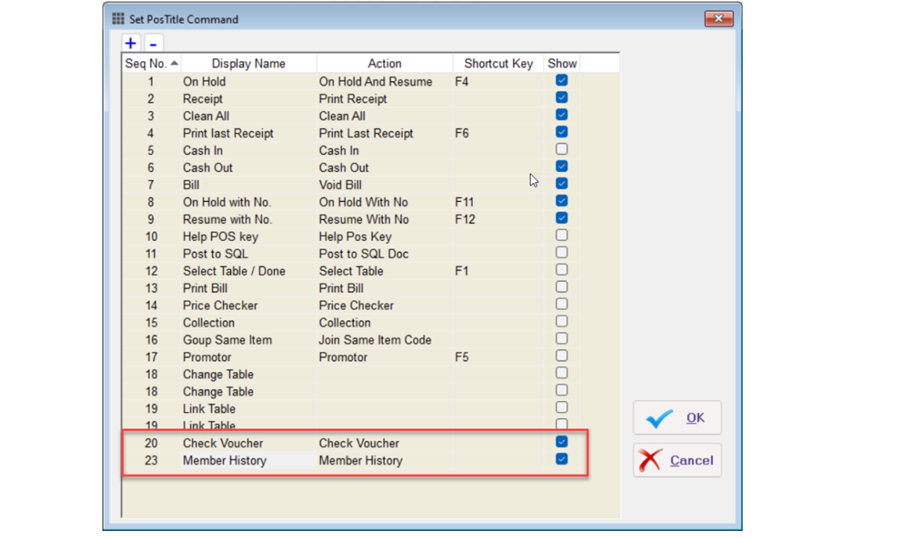 Set PosTitle Command
+ -
Seq No. Display Name Action Shortcut Key Show
1 On Hold On Hold And Resume F4
2 Receipt Print Receipt
3 Clean All Clean All
4 Print last Receipt Print Last Receipt F6
5 Cash In Cash In
6 Cash Out Cash Out
7 Bill Void Bill
8 On Hold with No. On Hold With No F11
9 Resume with No. Resume With No F12
10 Help POS key Help Pos Key
11 Post to SQL Post to SQL Doc
12 Select Table / Done Select Table F1
13 Print Bill Print Bill
14 Price Checker Price Checker
15 Collection Collection
16 Goup Same Item Join Same Item Code
17 Promotor Promotor F5
18 Change Table
18 Change Table
19 Link Table
19 Link Table
20 Check Voucher Check Voucher
23 Member History Member History
OK
Cancel